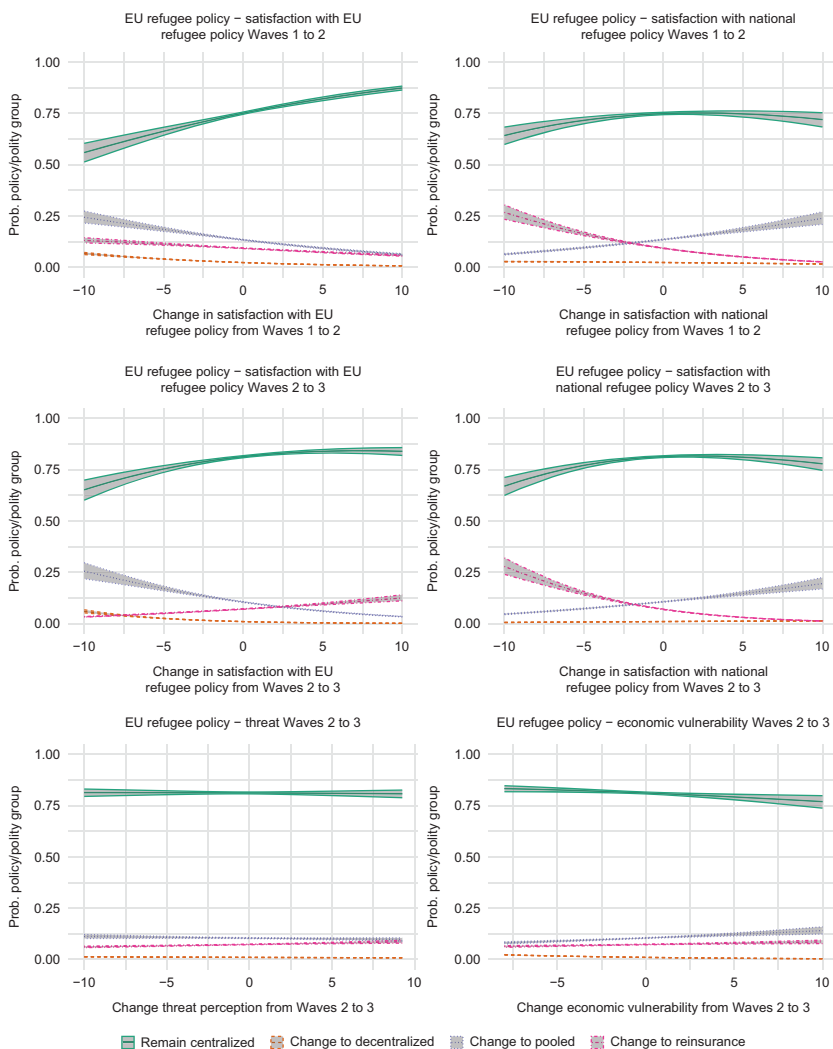 EU refugee policy − satisfaction with EU
refugee policy Waves 1 to 2
Prob. policy/polity group
1.00
0.75
0.50
0.25
0.00
−10
−5
0
5
10
Change in satisfaction with EU
refugee policy from Waves 1 to 2
EU refugee policy − satisfaction with national
refugee policy Waves 1 to 2
Prob. policy/polity group
1.00
0.75
0.50
0.25
0.00
−10
−5
0
5
10
Change in satisfaction with national
refugee policy from Waves 1 to 2
EU refugee policy − satisfaction with EU
refugee policy Waves 2 to 3
Prob. policy/polity group
1.00
0.75
0.50
0.25
0.00
−10
−5
0
5
10
Change in satisfaction with EU
refugee policy from Waves 2 to 3
EU refugee policy − satisfaction with
national refugee policy Waves 2 to 3
Prob. policy/polity group
1.00
0.75
0.50
0.25
0.00
−10
−5
0
5
10
Change in satisfaction with national
refugee policy from Waves 2 to 3
EU refugee policy − threat Waves 2 to 3
Prob. policy/polity group
1.00
0.75
0.50
0.25
0.00
−10
−5
0
5
10
Change threat perception from Waves 2 to 3
EU refugee policy − economic vulnerability Waves 2 to 3
Prob. policy/polity group
1.00
0.75
0.50
0.25
0.00
−5
0
5
10
Change economic vulnerability from Waves 2 to 3
Remain centralized
Change to decentralized
Change to pooled
Change to reinsurance